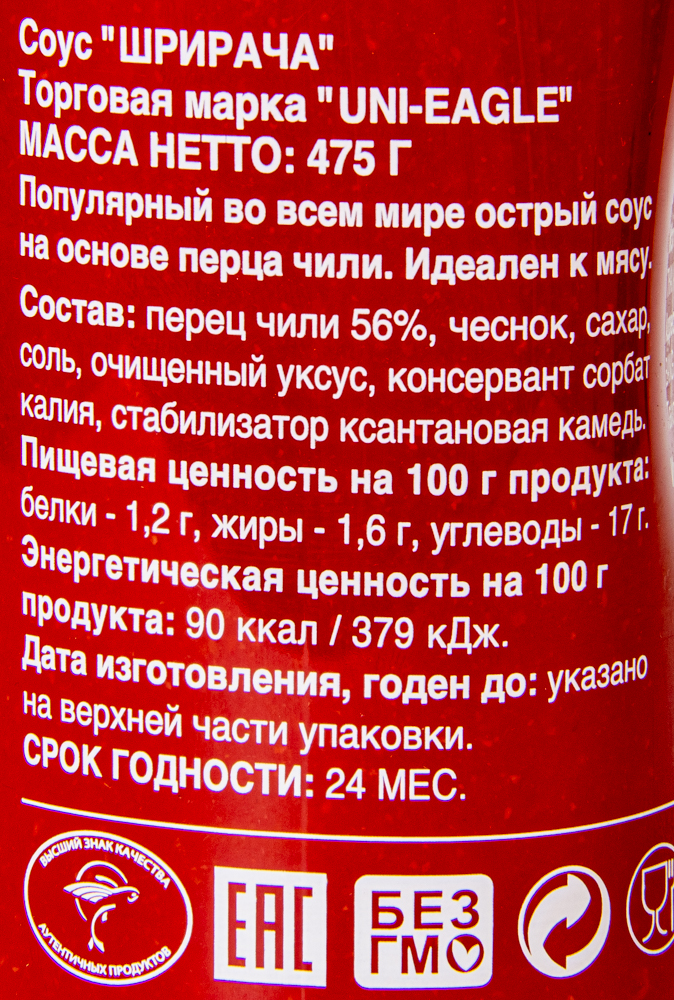 Соус "ШРИРАЧА"
Торговая марка "UNI-EAGLE"
МАССА НЕТТО: 475 Г
Популярный во всем мире острый соус
на основе перца чили. Идеален к мясу.
Состав: перец чили 56%, чеснок, сахар,
соль, очищенный уксус, консервант сорбат
калия, стабилизатор ксантановая камедь.
Пищевая ценность на 100 г продукта:
белки - 1,2 г, жиры - 1,6 г, углеводы - 17 г.
Энергетическая ценность на 100 г
продукта: 90 ккал / 379 кДж.
Дата изготовления, годен до: указано
на верхней части упаковки.
СРОК ГОДНОСТИ: 24 МЕС.
ВЫСШИЙ ЗНАК КАЧЕСТВА
АУТЕНТИЧНЫХ ПРОДУКТОВ
EAC
БЕЗ
ГМО